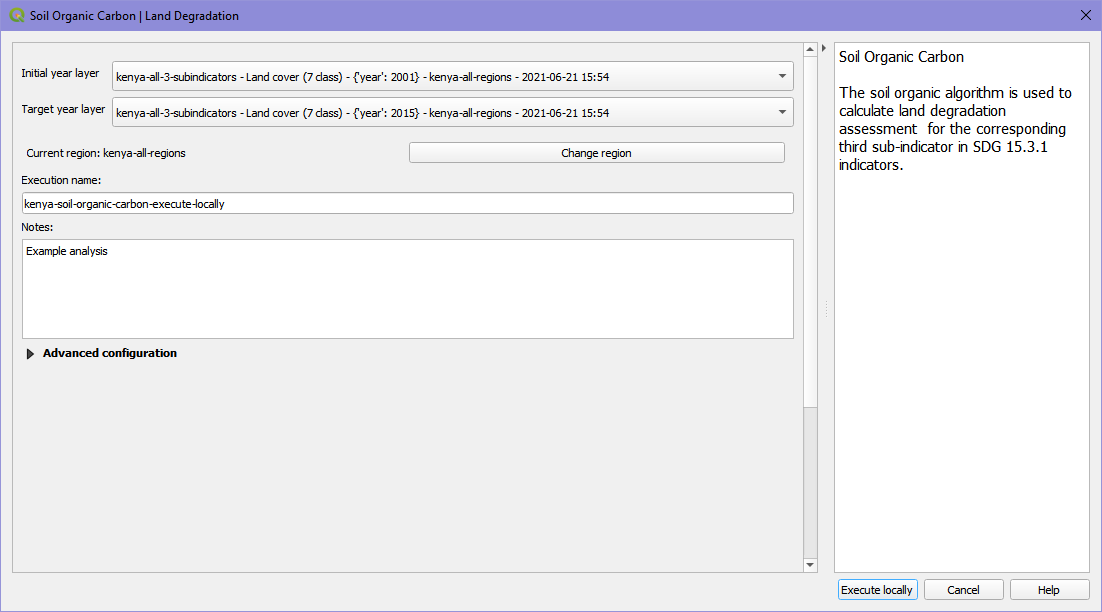 Soil Organic Carbon | Land Degradation
Initial year layer
kenya-all-3-subindicators - Land cover (7 class) - {'year': 2001} - kenya-all-regions - 2021-06-21 15:54
Target year layer
kenya-all-3-subindicators - Land cover (7 class) - {'year': 2015} - kenya-all-regions - 2021-06-21 15:54
Current region: kenya-all-regions
Change region
Execution name:
kenya-soil-organic-carbon-execute-locally
Notes:
Example analysis
Advanced configuration
Soil Organic Carbon
The soil organic algorithm is used to
calculate land degradation
assessment  for the corresponding
third sub-indicator in SDG 15.3.1
indicators.
Execute locally
Cancel
Help